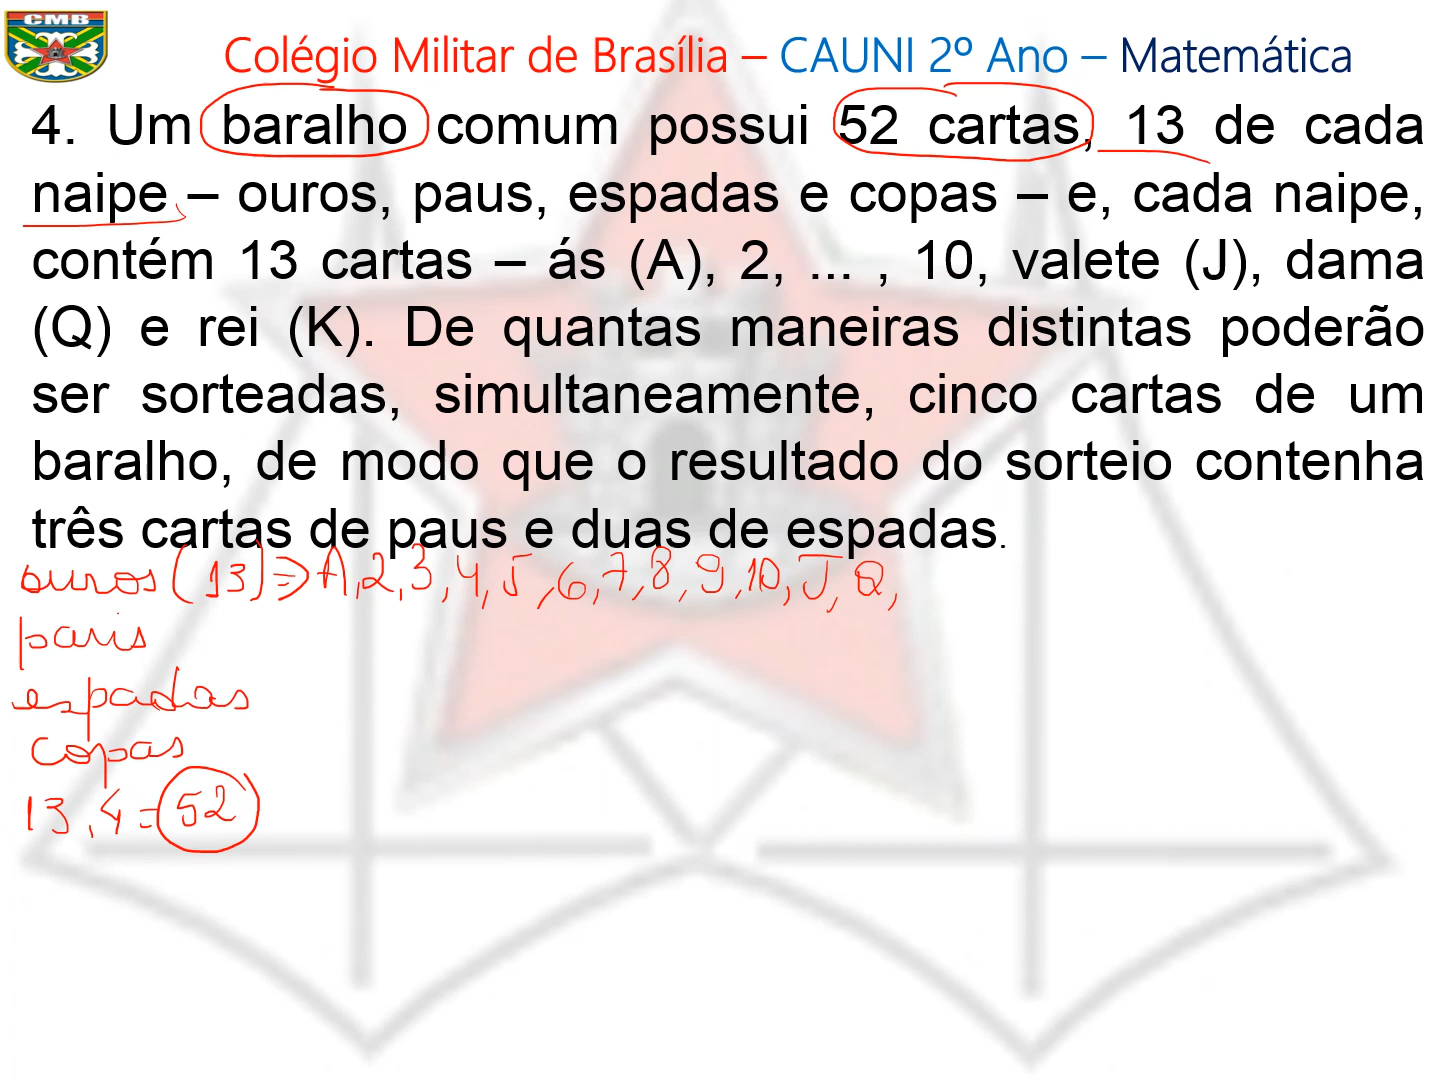 CMB
Colégio Militar de Brasília – CAUNI 2º Ano – Matemática
4. Um baralho comum possui 52 cartas, 13 de cada
naipe – ouros, paus, espadas e copas – e, cada naipe,
contém 13 cartas – ás (A), 2, ... , 10, valete (J), dama
(Q) e rei (K). De quantas maneiras distintas poderão
ser sorteadas, simultaneamente, cinco cartas de um
baralho, de modo que o resultado do sorteio contenha
três cartas de paus e duas de espadas.
ouros (13) => A, 2, 3, 4, 5, 6, 7, 8, 9, 10, J, Q,
paus
espadas
copas
13 . 4 = 52